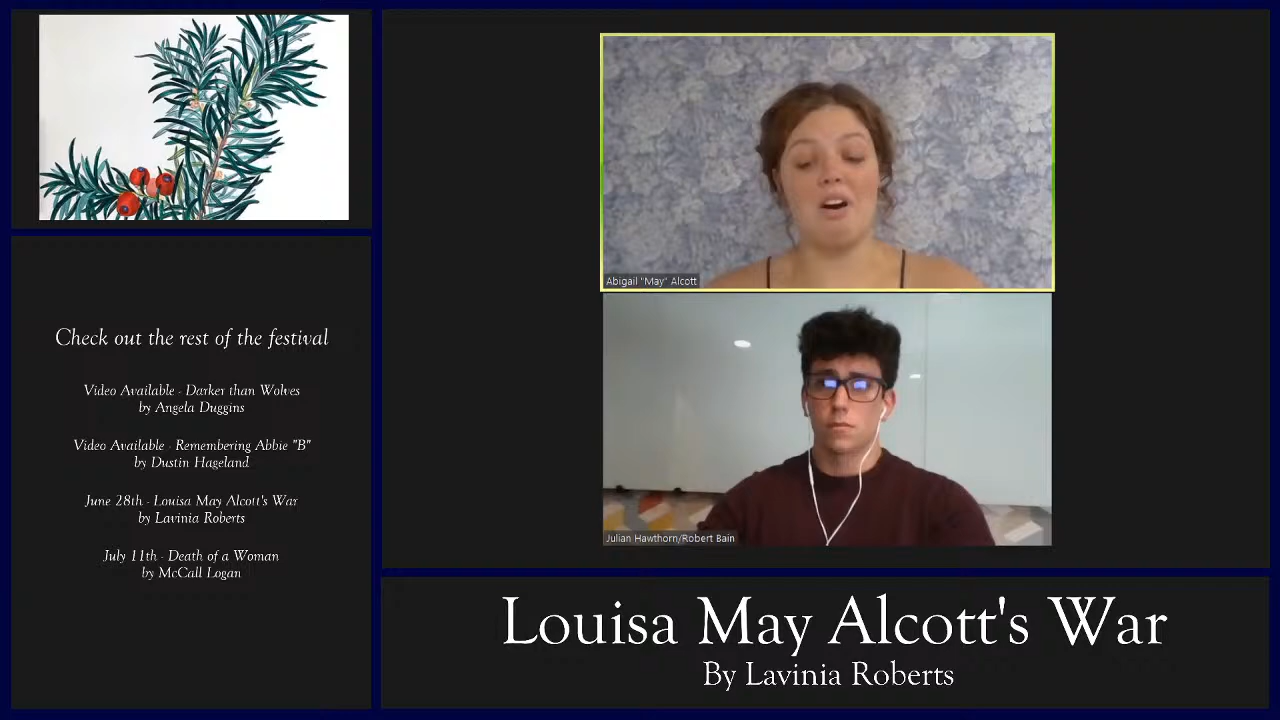 Check out the rest of the festival
Video Available - Darker than Wolves
by Angela Duggins
Video Available - Remembering Abbie "B"
by Dustin Hageland
June 28th - Louisa May Alcott's War
by Lavinia Roberts
July 11th - Death of a Woman
by McCall Logan
Abigail "May" Alcott
Julian Hawthorn/Robert Bain
Louisa May Alcott's War
By Lavinia Roberts